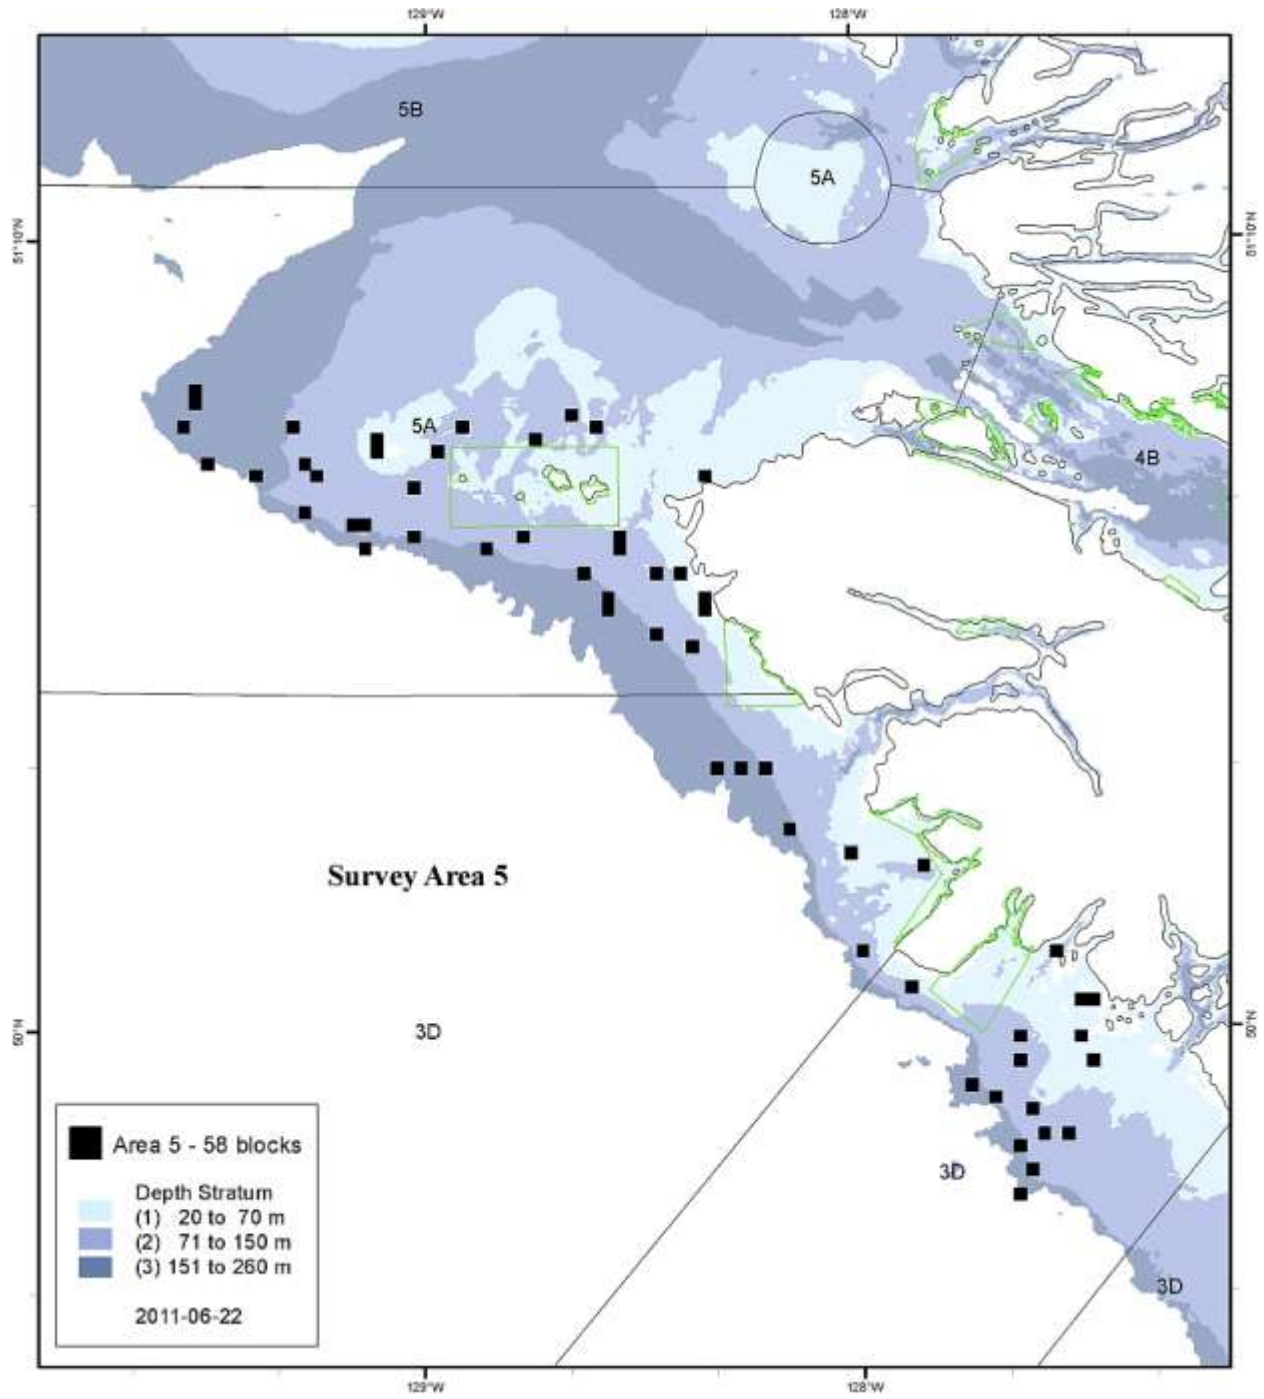 129°W
128°W
5B
5A
51°10'N
51°10'N
5A
4B
Survey Area 5
50°N
3D
50°N
Area 5 - 58 blocks
Depth Stratum
(1) 20 to 70 m
(2) 71 to 150 m
(3) 151 to 260 m
2011-06-22
3D
3D
129°W
128°W